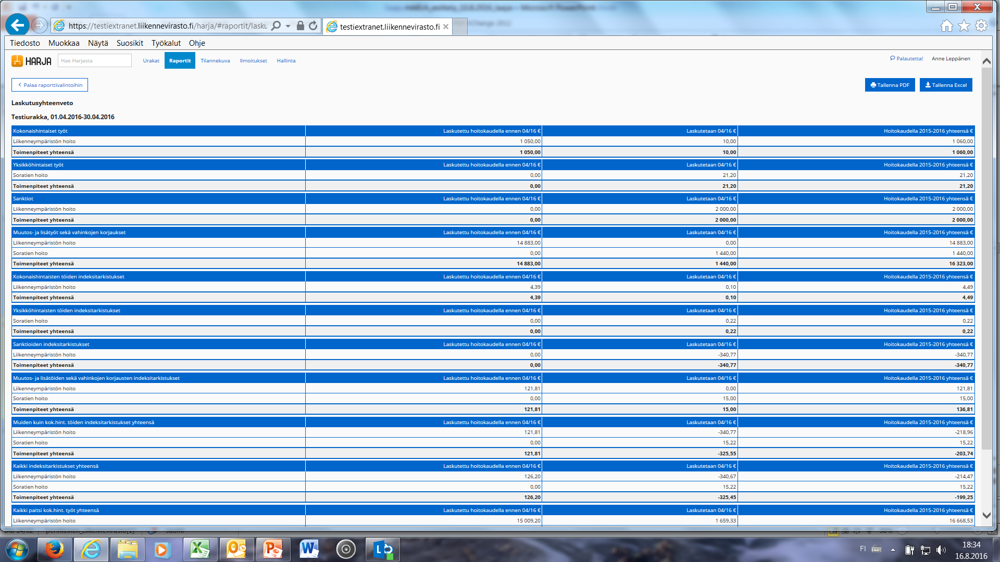 https://testiextranet.liikennevirasto.fi/harja/#raportit/lasku
testiextranet.liikennevirasto.fi
Tiedosto Muokkaa Näytä Suosikit Työkalut Ohje
HARJA Hae Harjasta Urakat Raportit Tilannekuva Ilmoitukset Hallinta Palautetta! Anne Leppänen
Palaa raporttivalintoihin Tallenna PDF Tallenna Excel
Laskutusyhteenveto
Testiurakka, 01.04.2016-30.04.2016
Kokonaishintaiset työt Laskutettu hoitokaudella ennen 04/16 € Laskutetaan 04/16 € Hoitokaudella 2015-2016 yhteensä €
Liikenneympäristön hoito 1 050,00 10,00 1 060,00
Toimenpiteet yhteensä 1 050,00 10,00 1 060,00
Yksikköhintaiset työt Laskutettu hoitokaudella ennen 04/16 € Laskutetaan 04/16 € Hoitokaudella 2015-2016 yhteensä €
Soratien hoito 0,00 21,20 21,20
Toimenpiteet yhteensä 0,00 21,20 21,20
Sanktiot Laskutettu hoitokaudella ennen 04/16 € Laskutetaan 04/16 € Hoitokaudella 2015-2016 yhteensä €
Liikenneympäristön hoito 0,00 2 000,00 2 000,00
Toimenpiteet yhteensä 0,00 2 000,00 2 000,00
Muutos- ja lisätyöt sekä vahinkojen korjaukset Laskutettu hoitokaudella ennen 04/16 € Laskutetaan 04/16 € Hoitokaudella 2015-2016 yhteensä €
Liikenneympäristön hoito 14 883,00 0,00 14 883,00
Soratien hoito 0,00 1 440,00 1 440,00
Toimenpiteet yhteensä 14 883,00 1 440,00 16 323,00
Kokonaishintaisten töiden indeksitarkistukset Laskutettu hoitokaudella ennen 04/16 € Laskutetaan 04/16 € Hoitokaudella 2015-2016 yhteensä €
Liikenneympäristön hoito 4,39 0,10 4,49
Toimenpiteet yhteensä 4,39 0,10 4,49
Yksikköhintaisten töiden indeksitarkistukset Laskutettu hoitokaudella ennen 04/16 € Laskutetaan 04/16 € Hoitokaudella 2015-2016 yhteensä €
Soratien hoito 0,00 0,22 0,22
Toimenpiteet yhteensä 0,00 0,22 0,22
Sanktioiden indeksitarkistukset Laskutettu hoitokaudella ennen 04/16 € Laskutetaan 04/16 € Hoitokaudella 2015-2016 yhteensä €
Liikenneympäristön hoito 0,00 -340,77 -340,77
Toimenpiteet yhteensä 0,00 -340,77 -340,77
Muutos- ja lisätöiden sekä vahinkojen korjausten indeksitarkistukset Laskutettu hoitokaudella ennen 04/16 € Laskutetaan 04/16 € Hoitokaudella 2015-2016 yhteensä €
Liikenneympäristön hoito 121,81 0,00 121,81
Soratien hoito 0,00 15,00 15,00
Toimenpiteet yhteensä 121,81 15,00 136,81
Muiden kuin kok.hint. töiden indeksitarkistukset yhteensä Laskutettu hoitokaudella ennen 04/16 € Laskutetaan 04/16 € Hoitokaudella 2015-2016 yhteensä €
Liikenneympäristön hoito 121,81 -340,77 -218,96
Soratien hoito 0,00 15,22 15,22
Toimenpiteet yhteensä 121,81 -325,55 -203,74
Kaikki indeksitarkistukset yhteensä Laskutettu hoitokaudella ennen 04/16 € Laskutetaan 04/16 € Hoitokaudella 2015-2016 yhteensä €
Liikenneympäristön hoito 126,20 -340,67 -214,47
Soratien hoito 0,00 15,22 15,22
Toimenpiteet yhteensä 126,20 -325,45 -199,25
Kaikki paitsi kok.hint. työt yhteensä Laskutettu hoitokaudella ennen 04/16 € Laskutetaan 04/16 € Hoitokaudella 2015-2016 yhteensä €
Liikenneympäristön hoito 15 009,20 1 659,33 16 668,53
FI 18:34
16.8.2016